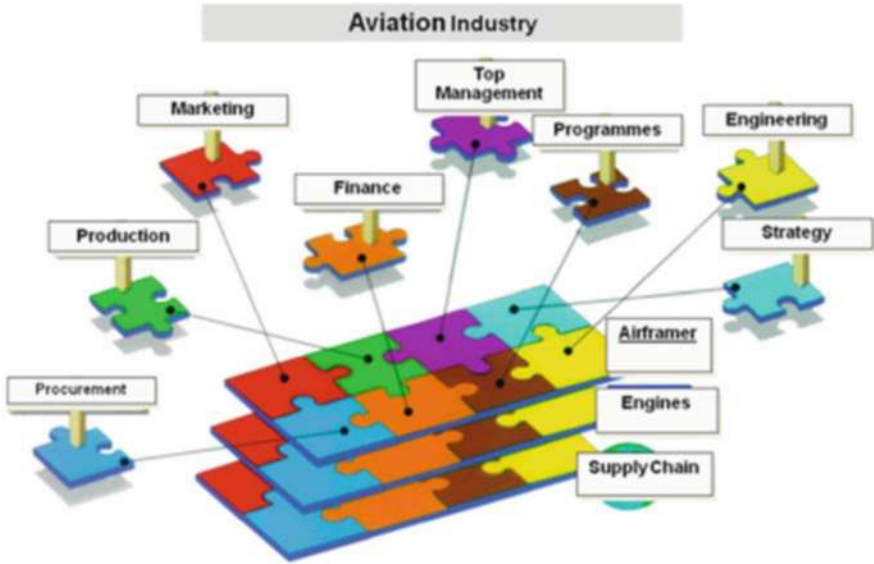 Aviation Industry
Top
Management
Marketing
Programmes
Engineering
Finance
Production
Strategy
Airframer
Procurement
Engines
Supply Chain